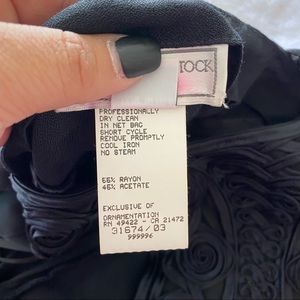 rock
PROFESSIONALLY
DRY CLEAN
IN NET BAG
SHORT CYCLE
REMOVE PROMPTLY
COOL IRON
NO STEAM
55% RAYON
45% ACETATE
EXCLUSIVE OF
ORNAMENTATION
RN 49422 - CA 21472
31674/03
999996